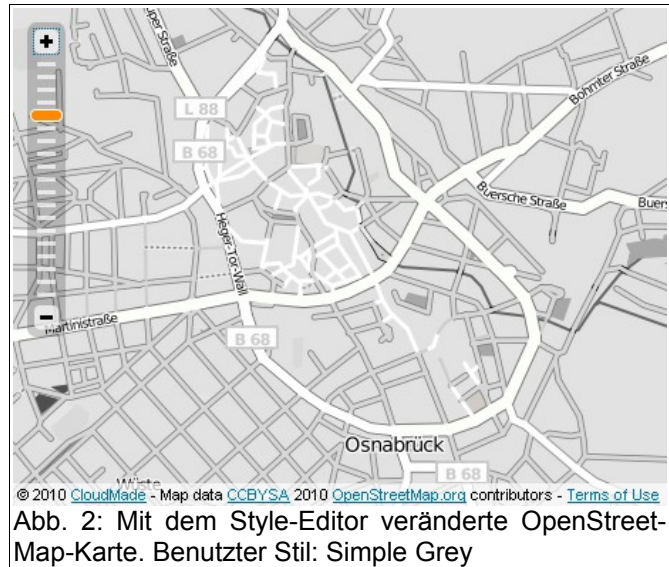 +
iper Straße
Bohmter Straße
L 88
B 68
Buersche Straße
Buers
Heger-Tor-Wall
−
Martinistraße
B 68
Osnabrück
B 68
Wüste
© 2010 CloudMade - Map data CCBYSA 2010 OpenStreetMap.org contributors - Terms of Use
Abb. 2: Mit dem Style-Editor veränderte OpenStreet-
Map-Karte. Benutzter Stil: Simple Grey